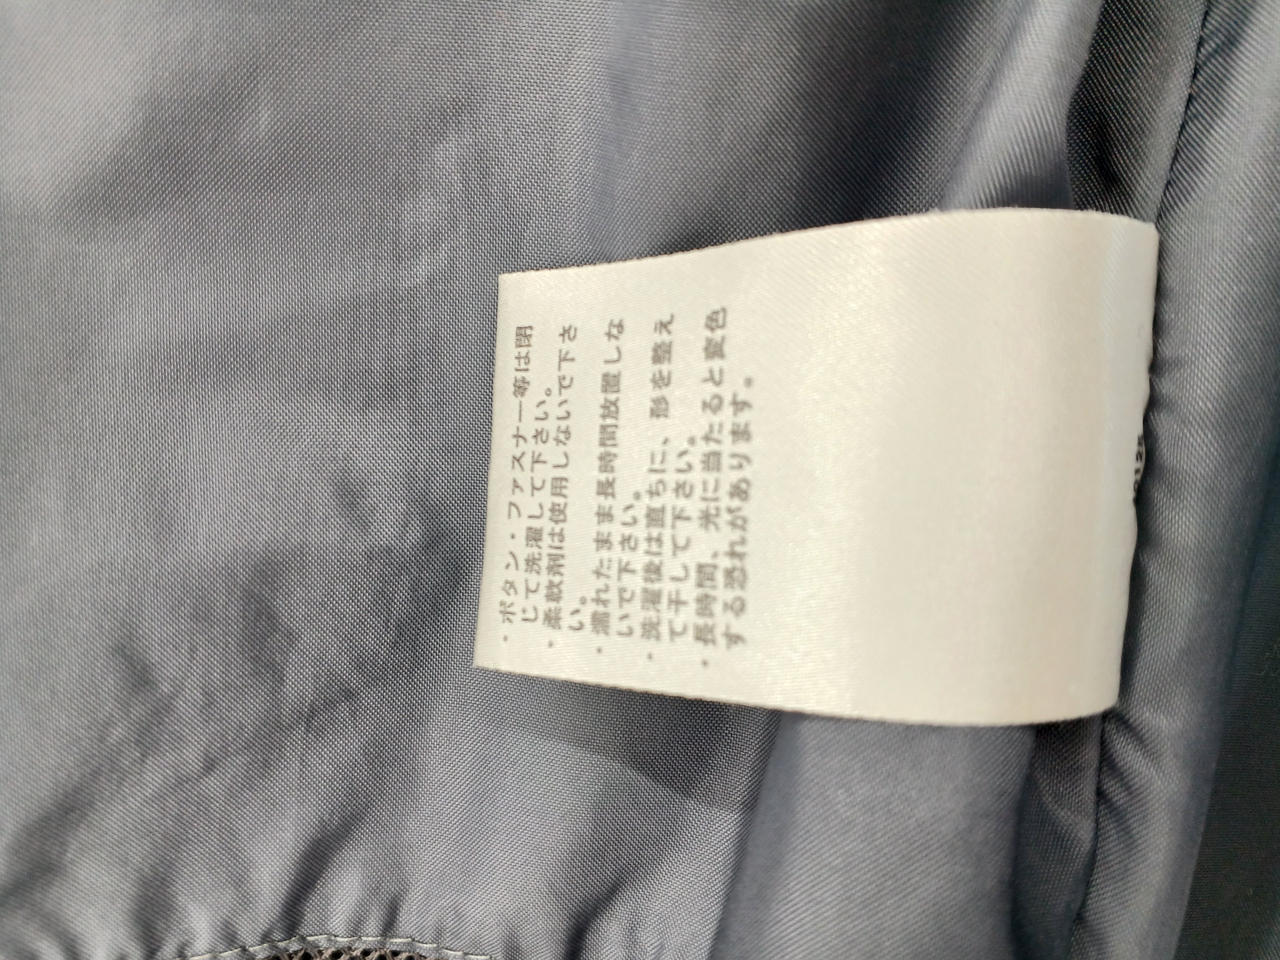 ・ボタン・ファスナー等は閉
じて洗濯して下さい。
・柔軟剤は使用しないで下さ
い。
・濡れたまま長時間放置しな
いで下さい。
・洗濯後は直ちに、形を整え
て干して下さい。
・長時間、光に当たると変色
する恐れがあります。